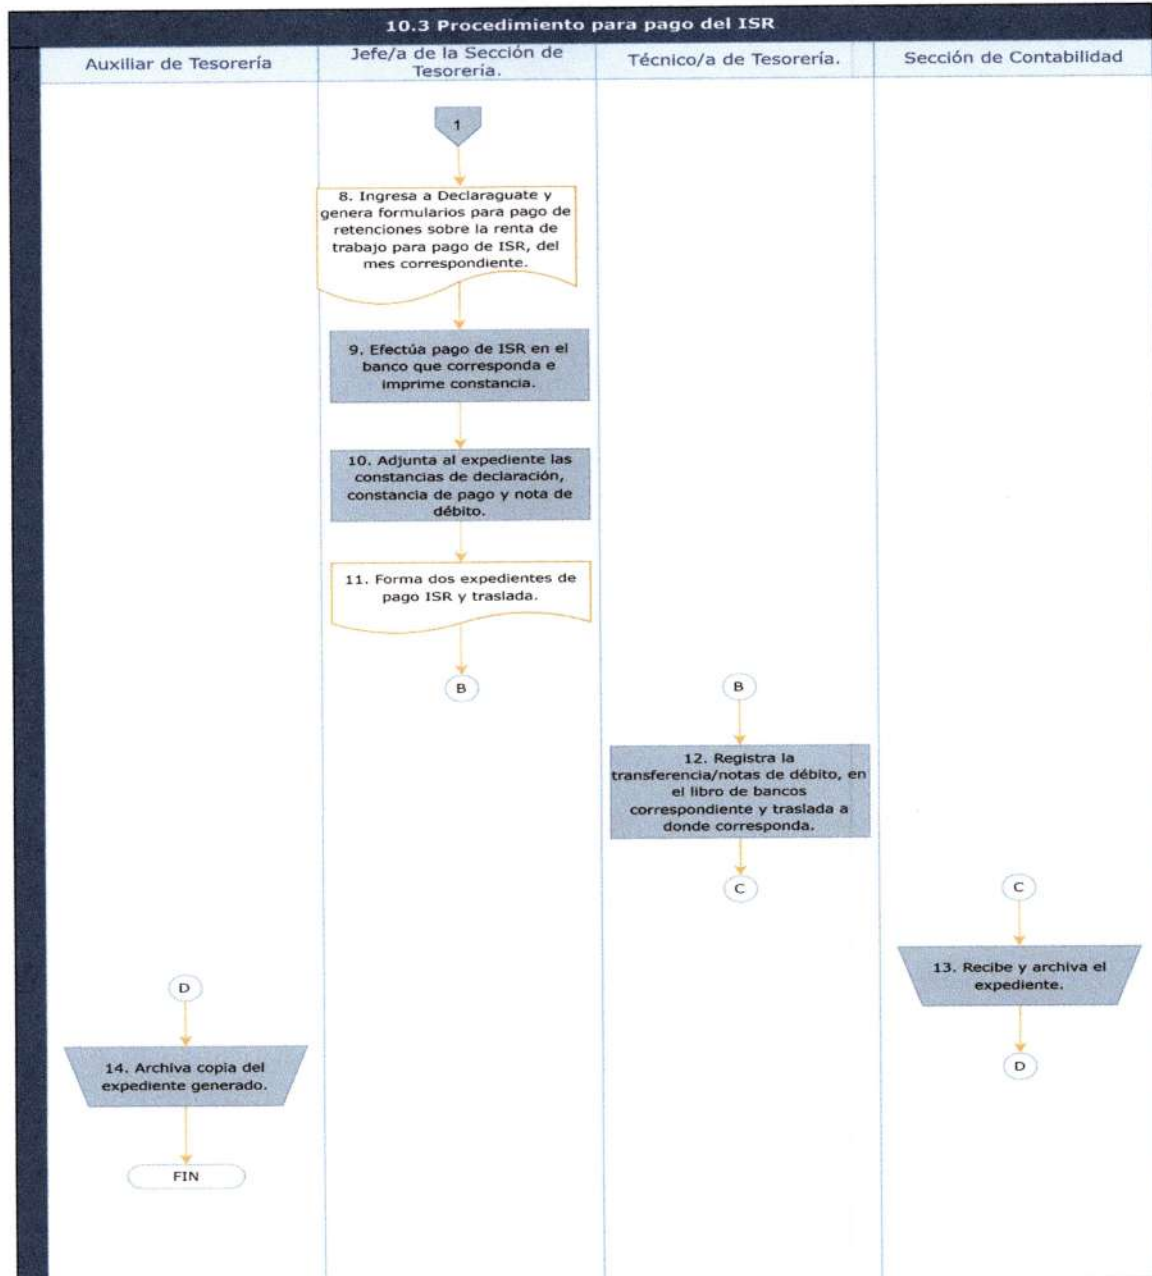 10.3 Procedimiento para pago del ISR
Auxiliar de Tesorería
Jefe/a de la Sección de
Tesorería.
Técnico/a de Tesorería.
Sección de Contabilidad
1
8. Ingresa a Declaraguate y
genera formularios para pago de
retenciones sobre la renta de
trabajo para pago de ISR, del
mes correspondiente.
9. Efectúa pago de ISR en el
banco que corresponda e
imprime constancia.
10. Adjunta al expediente las
constancias de declaración,
constancia de pago y nota de
débito.
11. Forma dos expedientes de
pago ISR y traslada.
B
B
12. Registra la
transferencia/notas de débito, en
el libro de bancos
correspondiente y traslada a
donde corresponda.
C
C
13. Recibe y archiva el
expediente.
D
D
14. Archiva copia del
expediente generado.
FIN